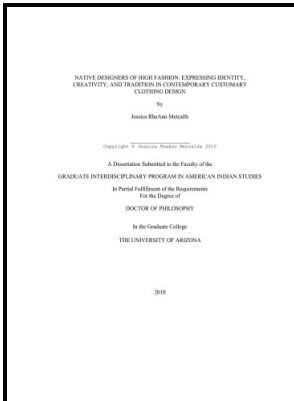 NATIVE DESIGNERS OF HIGH FASHION: EXPRESSING IDENTITY,
CREATIVITY, AND TRADITION IN CONTEMPORARY CUSTOMARY
CLOTHING DESIGN
by
Jessica RheAnn Metcalfe
Copyright © Jessica RheAnn Metcalfe 2010
A Dissertation Submitted to the Faculty of the
GRADUATE INTERDISCIPLINARY PROGRAM IN AMERICAN INDIAN STUDIES
In Partial Fulfillment of the Requirements
For the Degree of
DOCTOR OF PHILOSOPHY
In the Graduate College
THE UNIVERSITY OF ARIZONA
2010